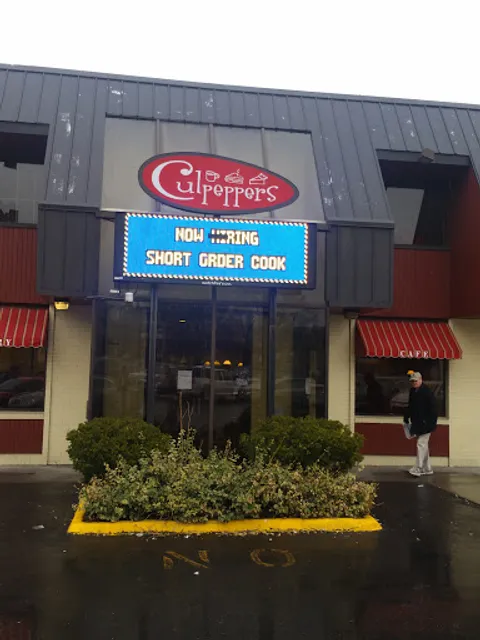 Culpeppers
NOW HIRING
SHORT ORDER COOK
CAFE
NO